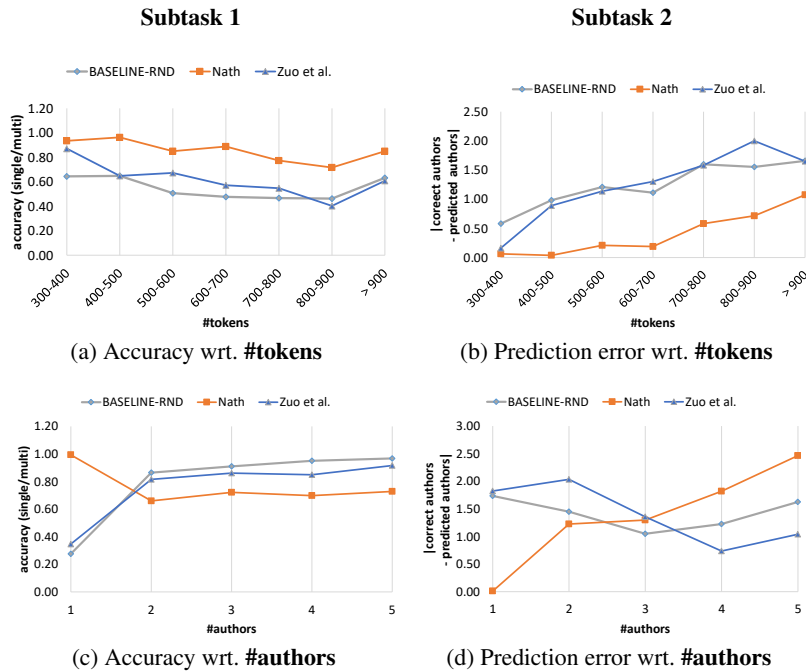 Subtask 1
Subtask 2
BASELINE-RND Nath Zuo et al.
1.20
1.00
0.80
0.60
0.40
0.20
0.00
accuracy (single/multi)
300-400 400-500 500-600 600-700 700-800 800-900 > 900
#tokens
(a) Accuracy wrt. #tokens
BASELINE-RND Nath Zuo et al.
2.50
2.00
1.50
1.00
0.50
0.00
|coreect authors
- predicted authors|
300-400 400-500 500-600 600-700 700-800 800-900 > 900
#tokens
(b) Prediction error wrt. #tokens
BASELINE-RND Nath Zuo et al.
1.20
1.00
0.80
0.60
0.40
0.20
0.00
accuracy (single/multi)
1 2 3 4 5
#authors
(c) Accuracy wrt. #authors
BASELINE-RND Nath Zuo et al.
3.00
2.50
2.00
1.50
1.00
0.50
0.00
|correct authors
- predicted authors|
1 2 3 4 5
#authors
(d) Prediction error wrt. #authors